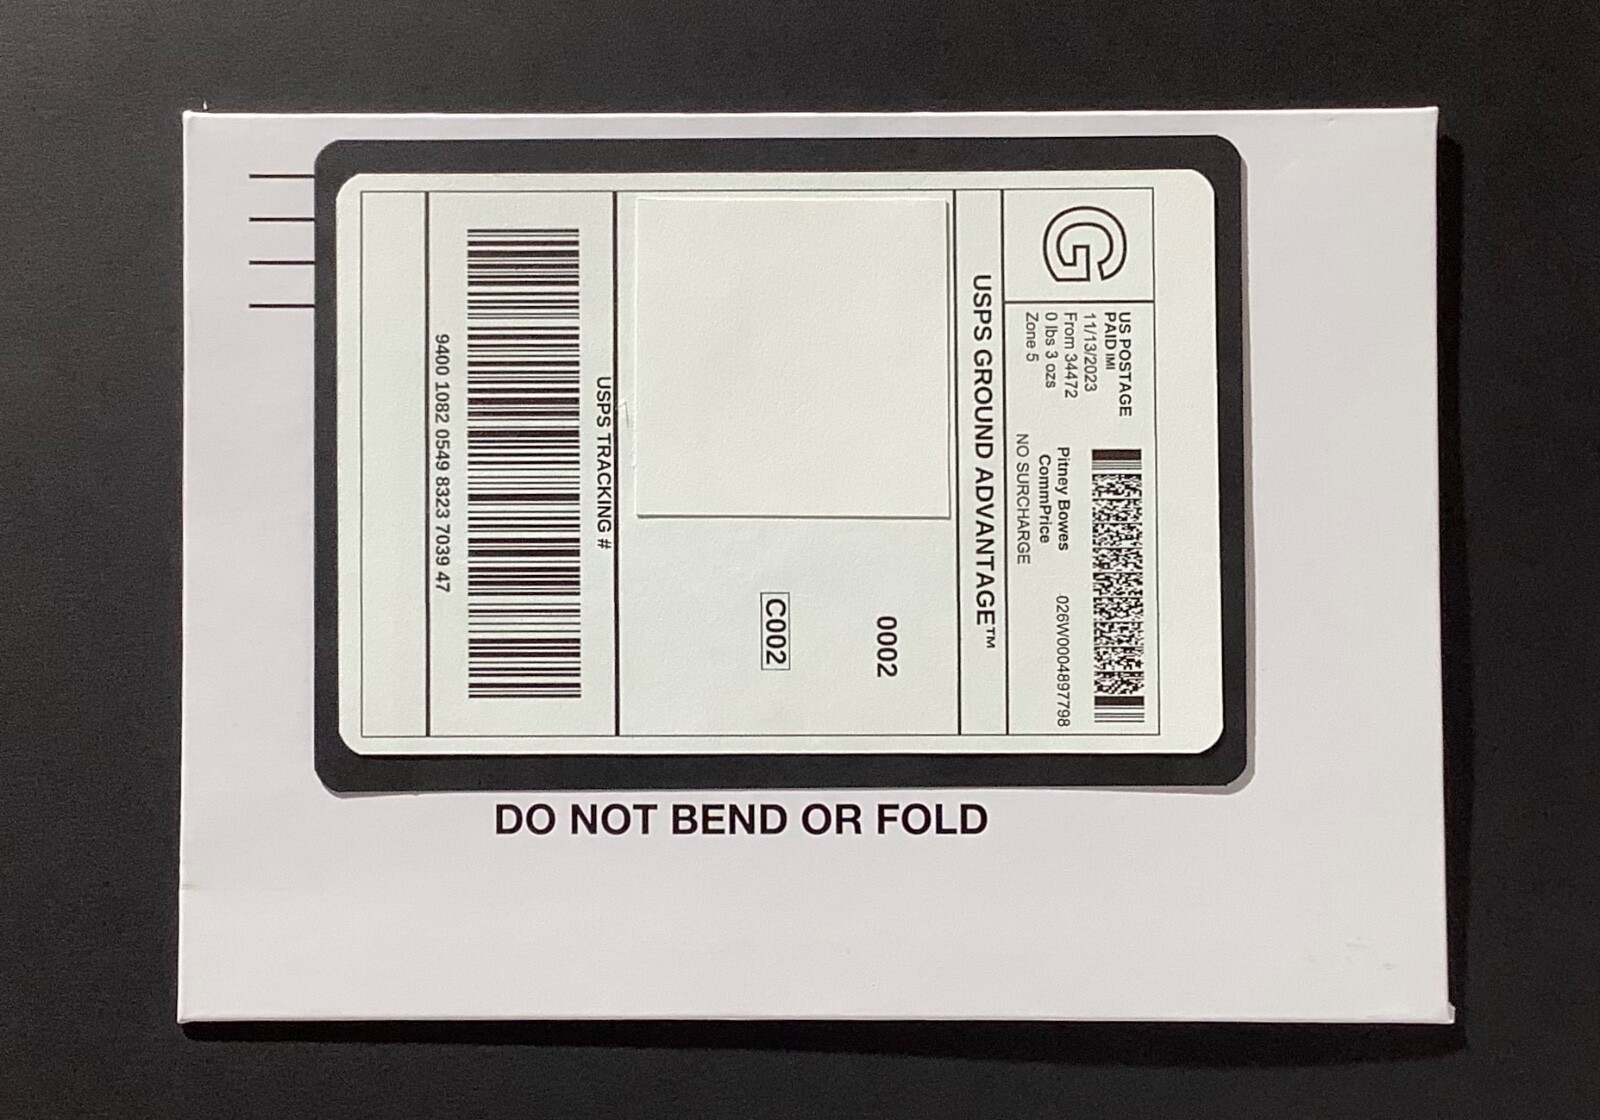 G
US POSTAGE
PAID IMI
11/13/2023
From 34472
0 lbs 3 ozs
Zone 5
Pitney Bowes
CommPrice
NO SURCHARGE
026W0004897798
USPS GROUND ADVANTAGE™
0002
C002
USPS TRACKING #
9400 1082 0549 8323 7039 47
DO NOT BEND OR FOLD